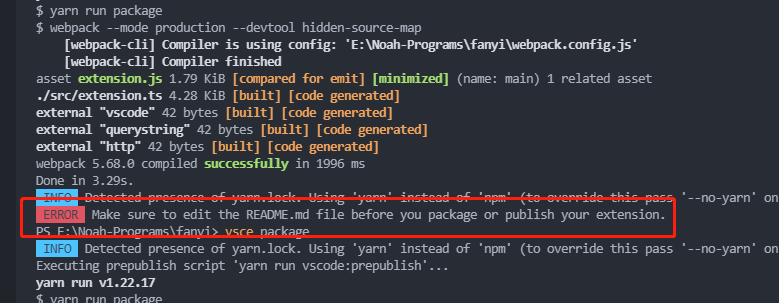 $ yarn run package
$ webpack --mode production --devtool hidden-source-map
[webpack-cli] Compiler is using config: 'E:\Noah-Programs\fanyi\webpack.config.js'
[webpack-cli] Compiler finished
asset extension.js 1.79 KiB [compared for emit] [minimized] (name: main) 1 related asset
./src/extension.ts 4.28 KiB [built] [code generated]
external "vscode" 42 bytes [built] [code generated]
external "querystring" 42 bytes [built] [code generated]
external "http" 42 bytes [built] [code generated]
webpack 5.68.0 compiled successfully in 1996 ms
Done in 3.29s.
INFO Detected presence of yarn.lock. Using 'yarn' instead of 'npm' (to override this pass '--no-yarn' on
ERROR Make sure to edit the README.md file before you package or publish your extension.
PS E:\Noah-Programs\fanyi> vsce package
INFO Detected presence of yarn.lock. Using 'yarn' instead of 'npm' (to override this pass '--no-yarn' on
Executing prepublish script 'yarn run vscode:prepublish'...
yarn run v1.22.17
$ yarn run package